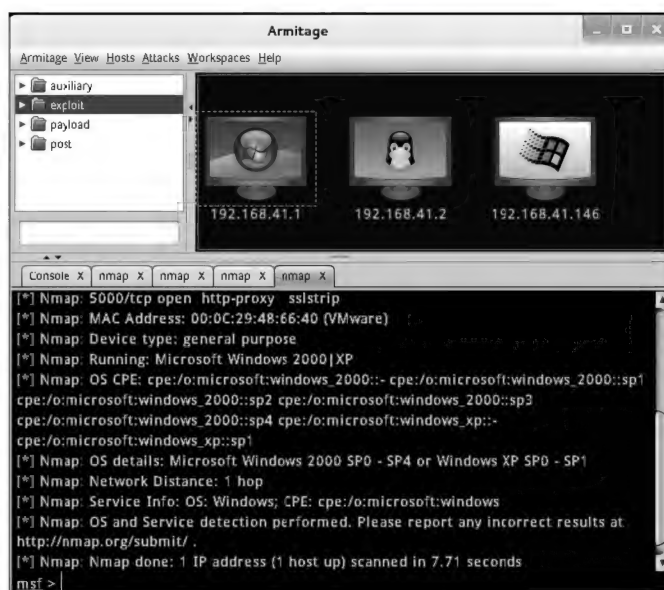 Armitage
Armitage View Hosts Attacks Workspaces Help
auxiliary
exploit
payload
post
192.168.41.1
192.168.41.2
192.168.41.146
Console X nmap X nmap X nmap X nmap X
[*] Nmap: 5000/tcp open http-proxy sslstrip
[*] Nmap: MAC Address: 00:0C:29:48:66:40 (VMware)
[*] Nmap: Device type: general purpose
[*] Nmap: Running: Microsoft Windows 2000|XP
[*] Nmap: OS CPE: cpe:/o:microsoft:windows_2000::- cpe:/o:microsoft:windows_2000::sp1
cpe:/o:microsoft:windows_2000::sp2 cpe:/o:microsoft:windows_2000::sp3
cpe:/o:microsoft:windows_2000::sp4 cpe:/o:microsoft:windows_xp::-
cpe:/o:microsoft:windows_xp::sp1
[*] Nmap: OS details: Microsoft Windows 2000 SP0 - SP4 or Windows XP SP0 - SP1
[*] Nmap: Network Distance: 1 hop
[*] Nmap: Service Info: OS: Windows; CPE: cpe:/o:microsoft:windows
[*] Nmap: OS and Service detection performed. Please report any incorrect results at
http://nmap.org/submit/ .
[*] Nmap: Nmap done: 1 IP address (1 host up) scanned in 7.71 seconds
msf >